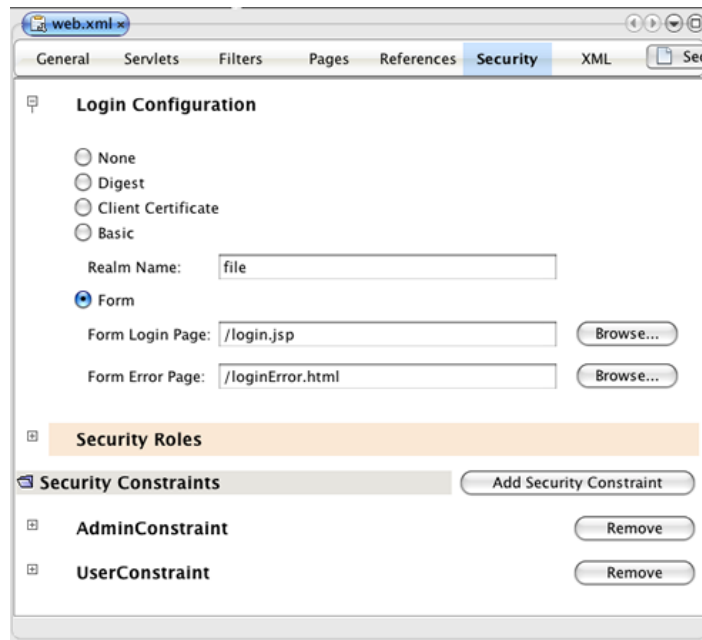 web.xml
General Servlets Filters Pages References Security XML Sec
Login Configuration
None
Digest
Client Certificate
Basic
Realm Name: file
Form
Form Login Page: /login.jsp Browse...
Form Error Page: /loginError.html Browse...
Security Roles
Security Constraints Add Security Constraint
AdminConstraint Remove
UserConstraint Remove